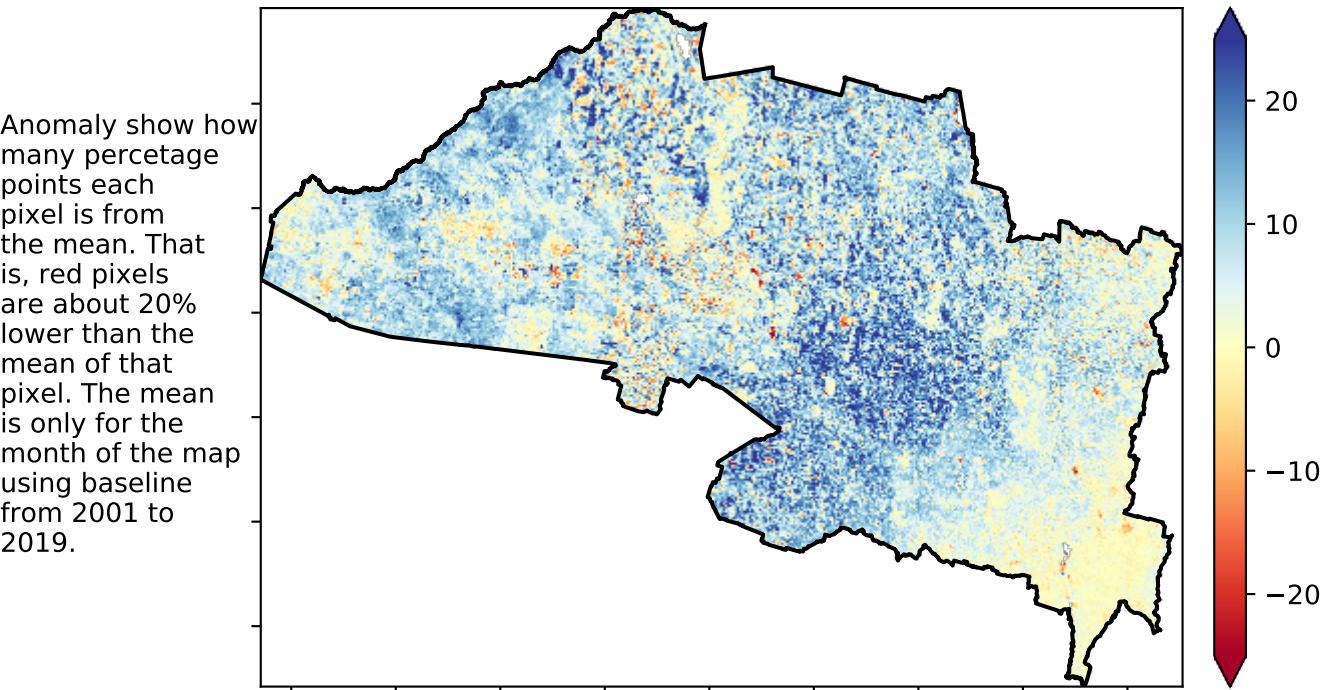 Anomaly show how
many percetage
points each
pixel is from
the mean. That
is, red pixels
are about 20%
lower than the
mean of that
pixel. The mean
is only for the
month of the map
using baseline
from 2001 to
2019.
20
10
0
−10
−20